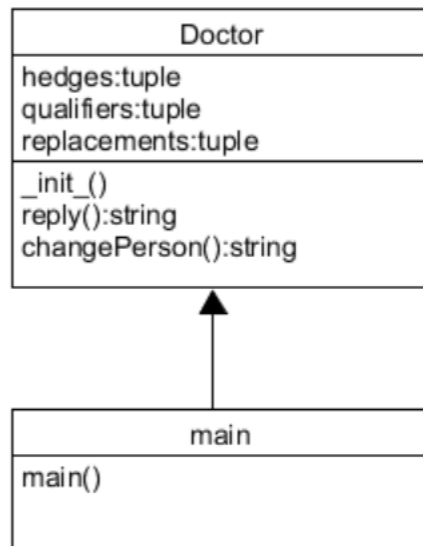 Doctor
hedges:tuple
qualifiers:tuple
replacements:tuple
_init_()
reply():string
changePerson():string
main
main()